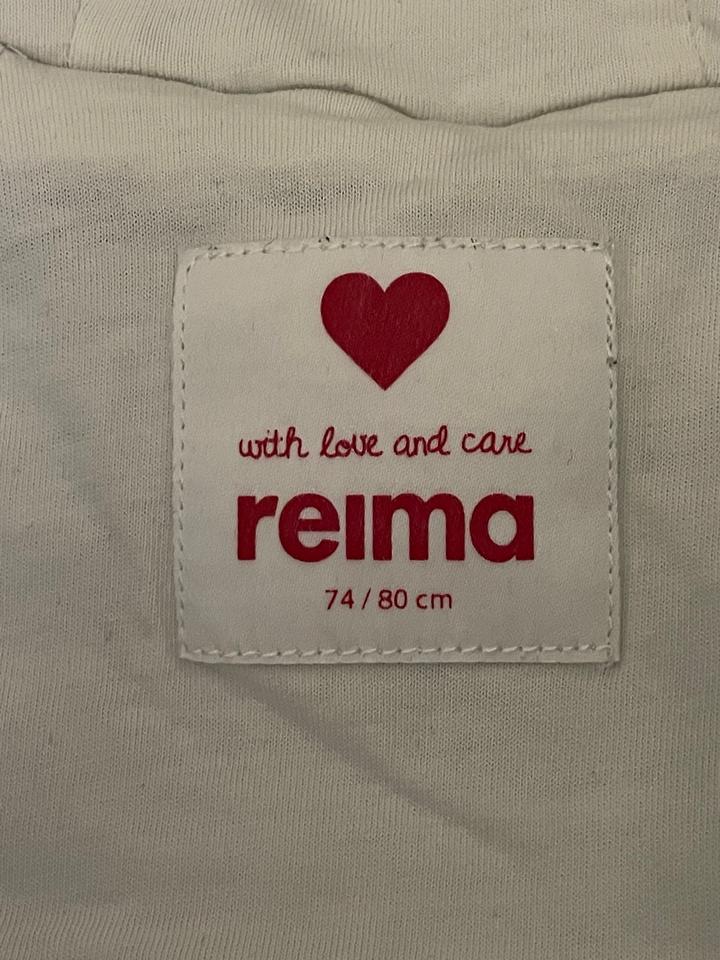 with love and care
reima
74 / 80 cm